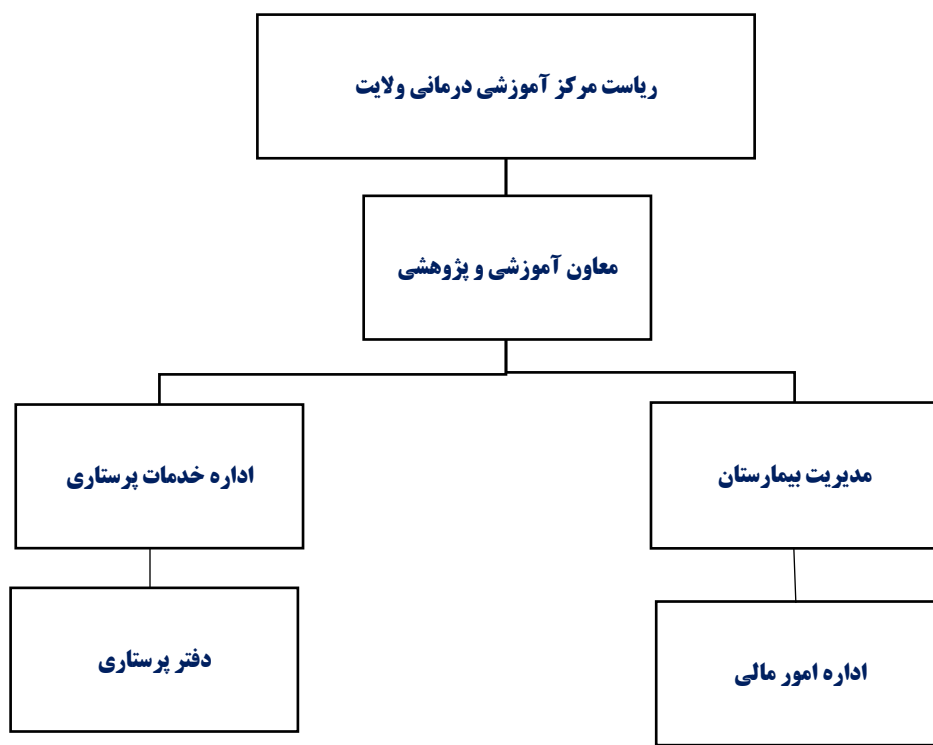 ریاست مرکز آموزشی درمانی ولایت
معاون آموزشی و پژوهشی
مدیریت بیمارستان
اداره خدمات پرستاری
اداره امور مالی
دفتر پرستاری